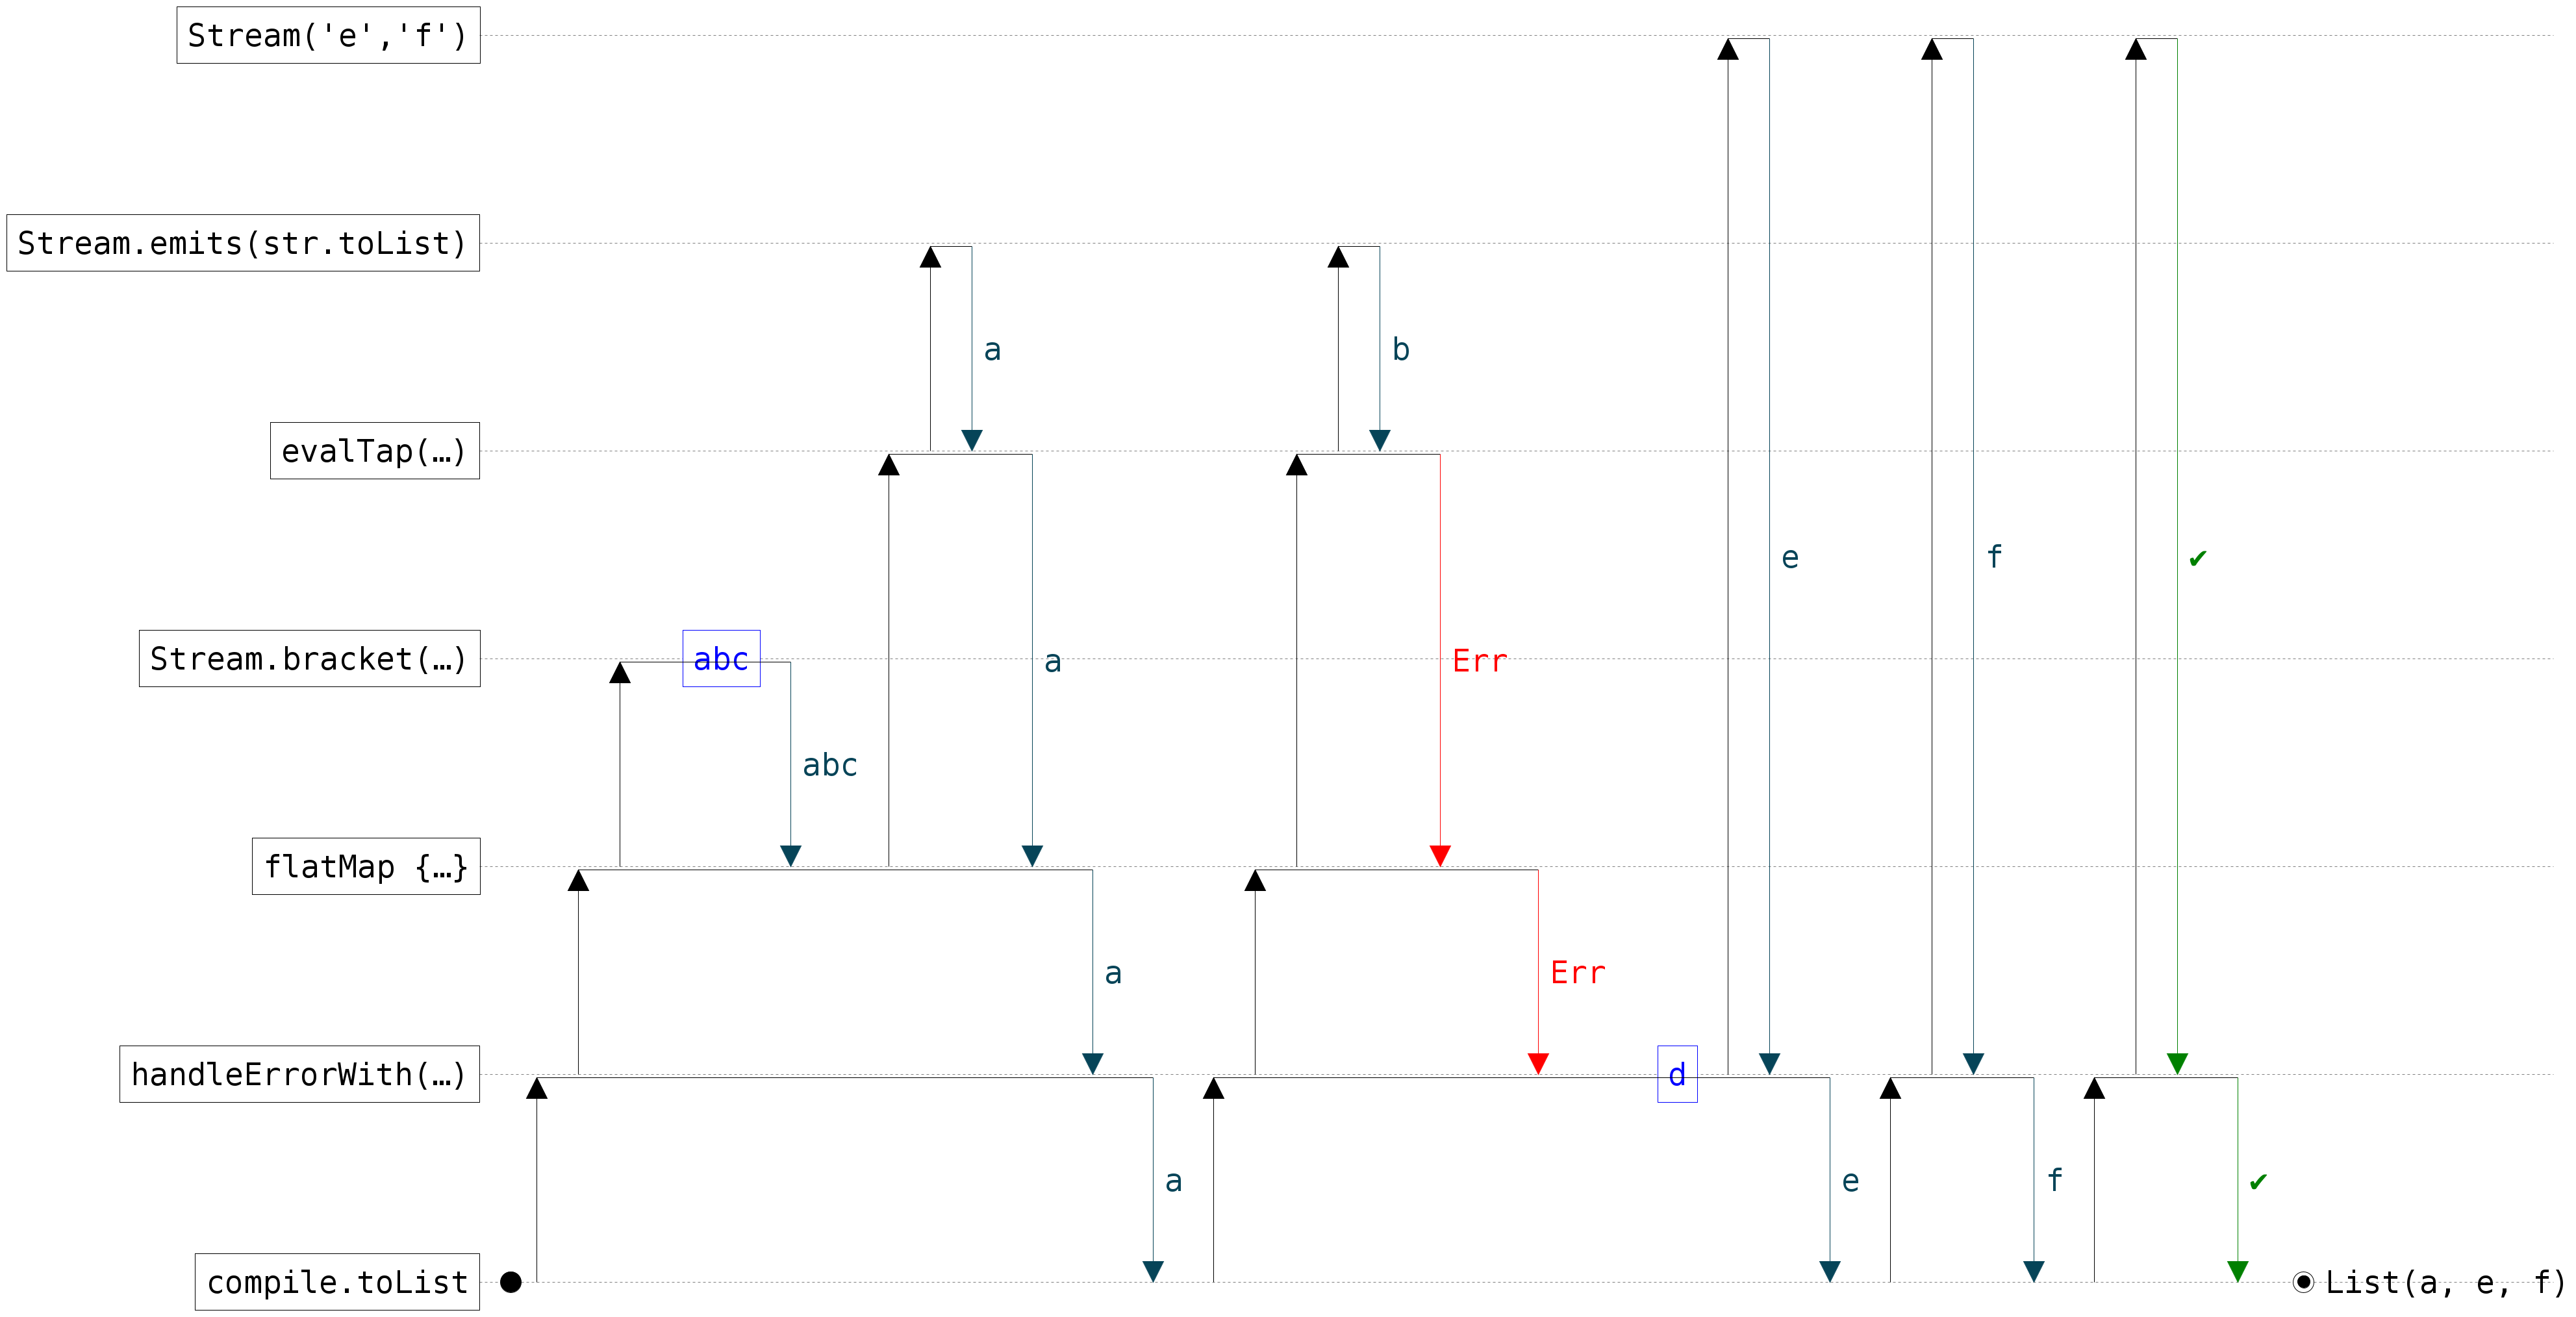 Stream('e','f')
Stream.emits(str.toList)
a
b
evalTap(…)
e
f
✔
Stream.bracket(…)
abc
a
Err
abc
flatMap {…}
a
Err
handleErrorWith(…)
d
a
e
f
✔
compile.toList
List(a, e, f)